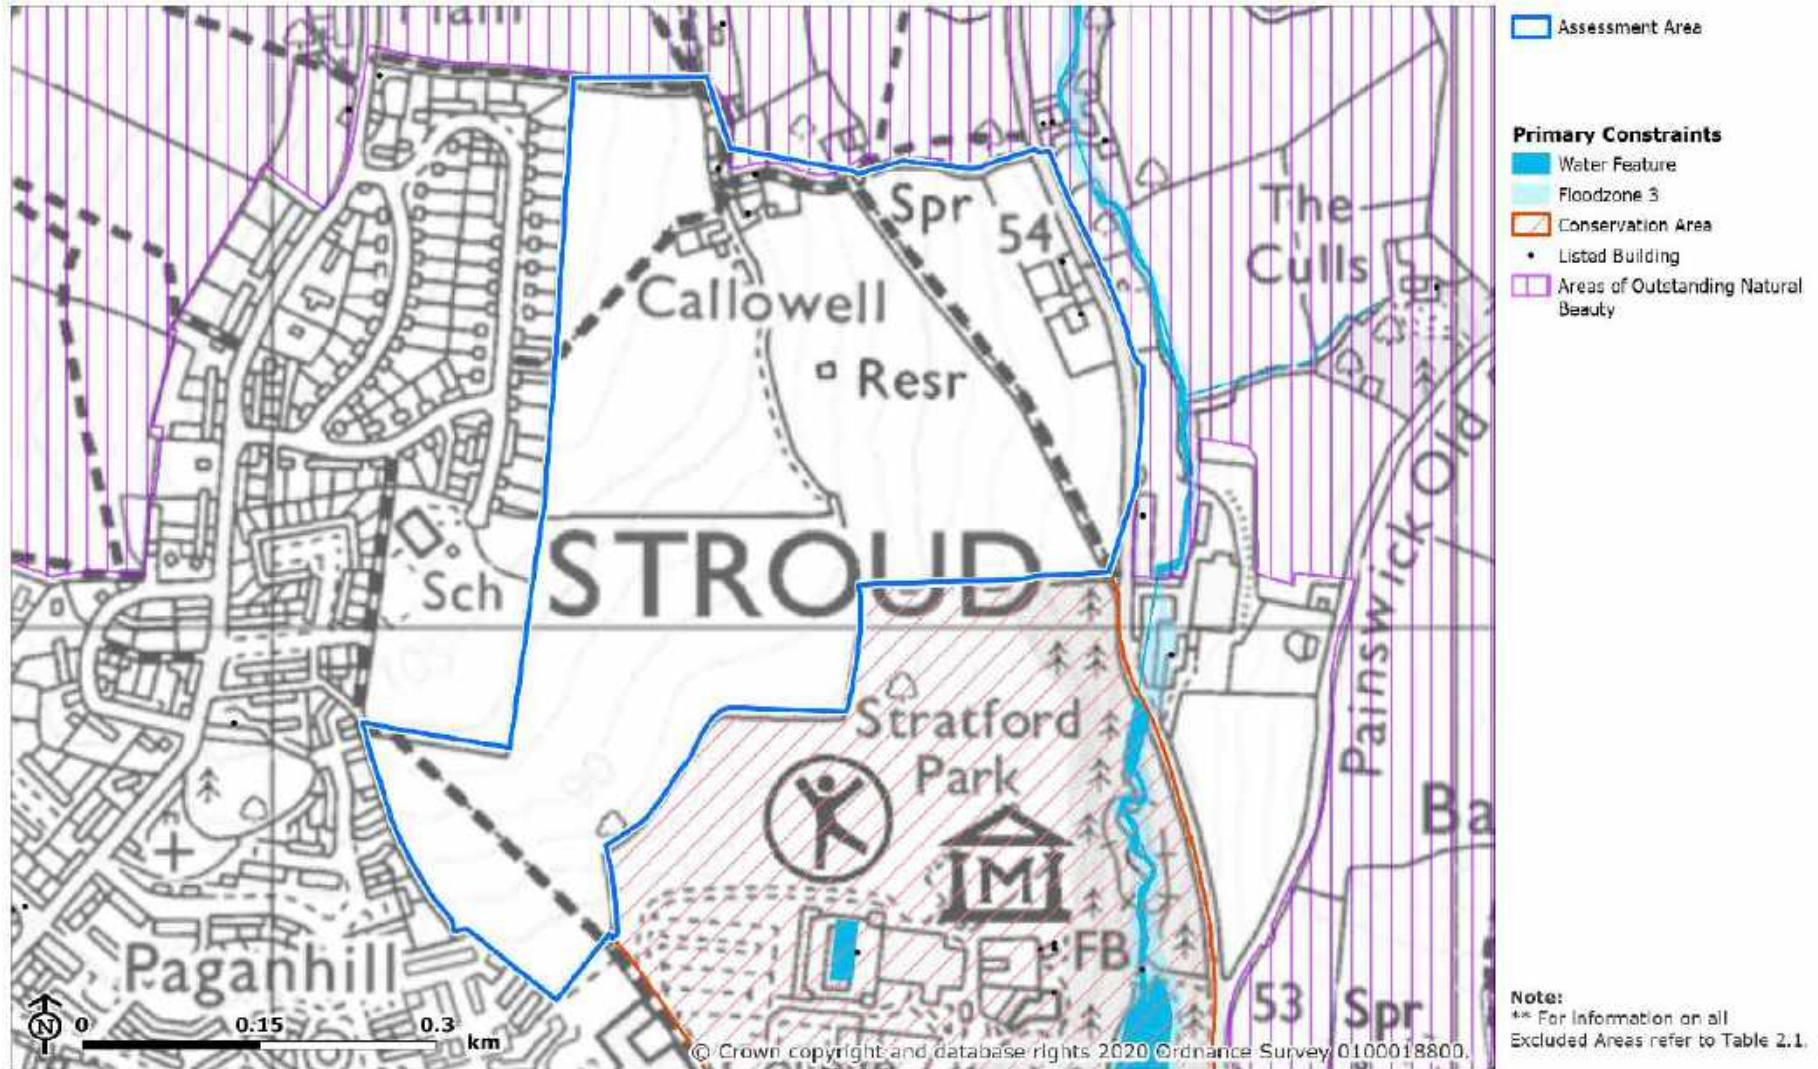 Spr
54
The
Culls
Callowell
Resr
STROUD
Sch
Painswick Old
Stratford
Park
M
Paganhill
FB
Ba
53 Spr
N
0 0.15 0.3
km
© Crown copyright and database rights 2020 Ordnance Survey 0100018800.
Assessment Area
Primary Constraints
Water Feature
Floodzone 3
Conservation Area
Listed Building
Areas of Outstanding Natural
Beauty
Note:
** For information on all
Excluded Areas refer to Table 2.1.